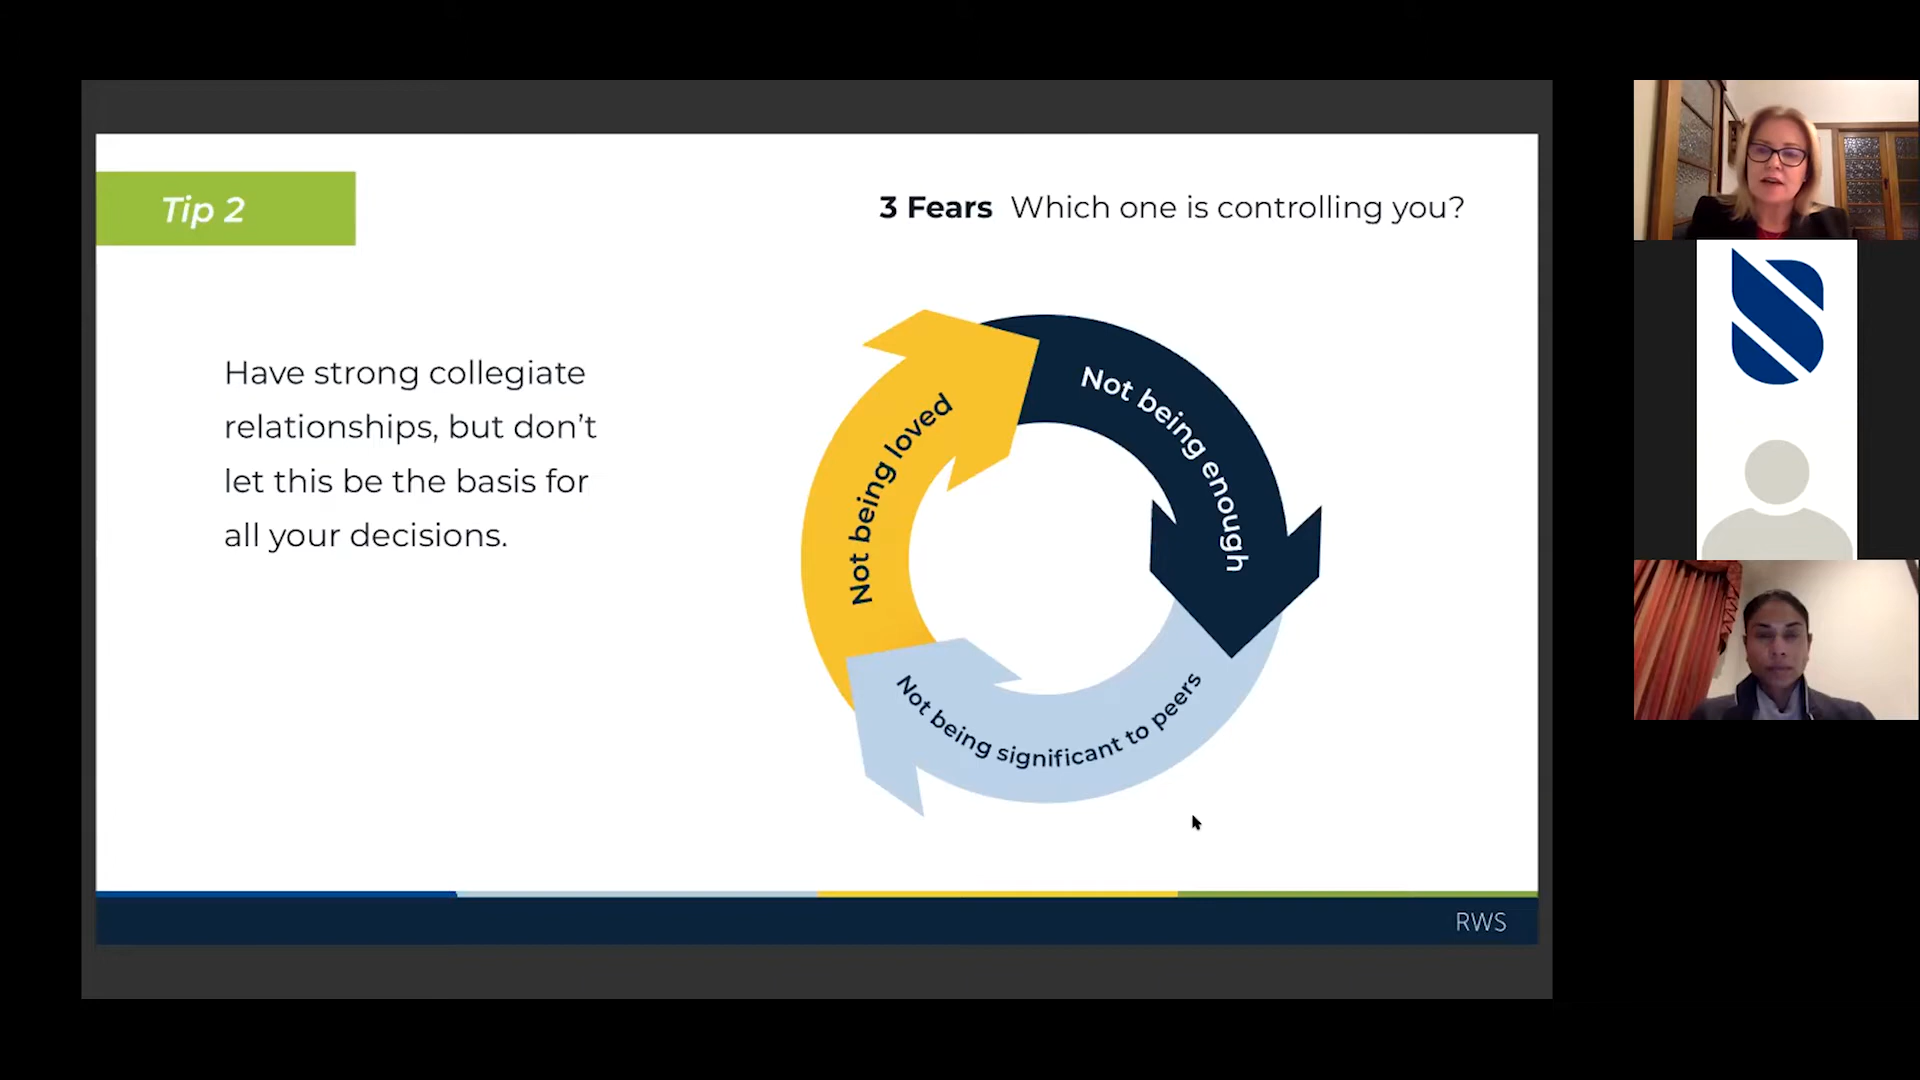 Tip 2
3 Fears Which one is controlling you?
Have strong collegiate
relationships, but don’t
let this be the basis for
all your decisions.
Not being loved
Not being enough
Not being significant to peers
RWS